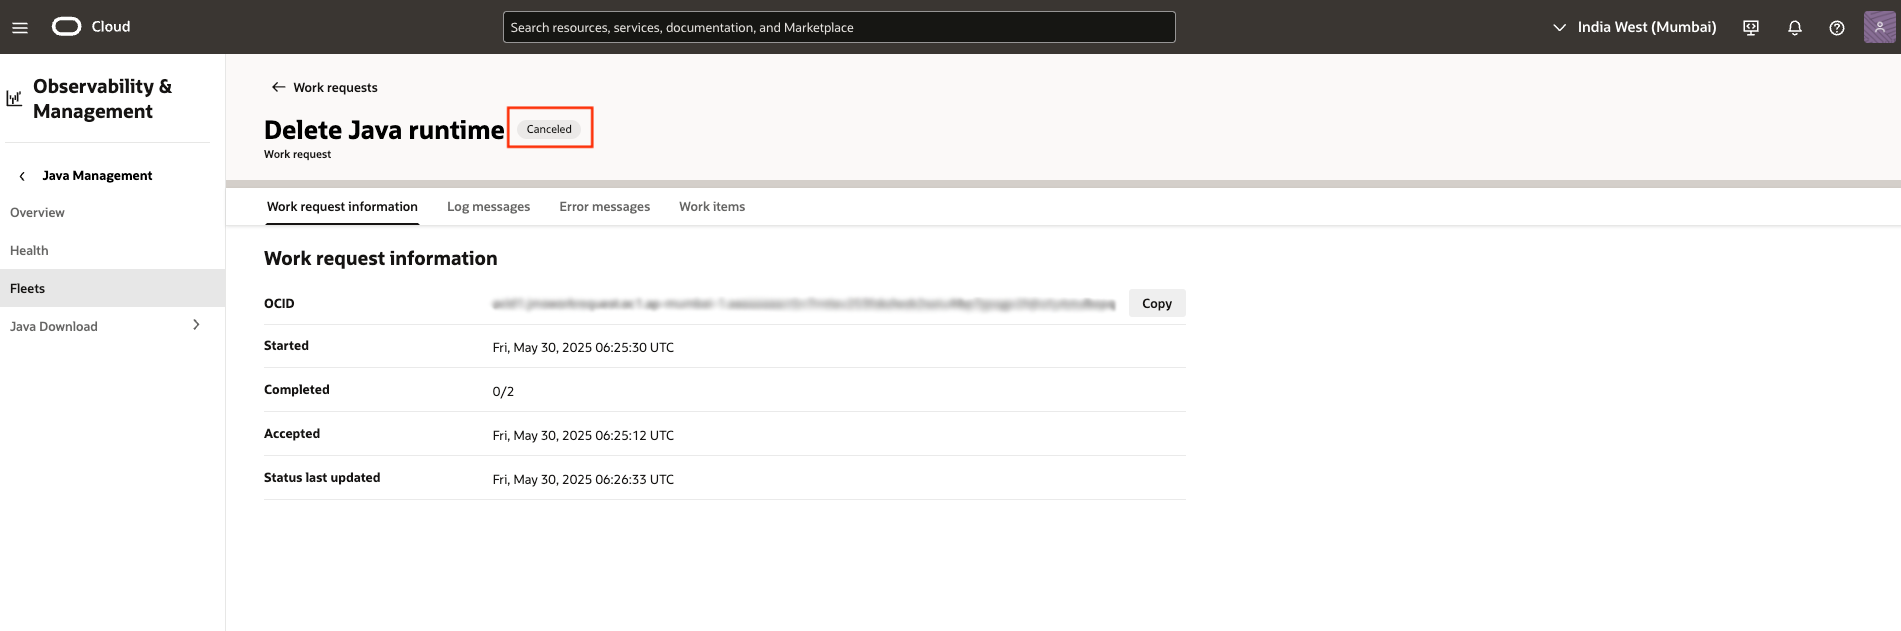 Cloud
Search resources, services, documentation, and Marketplace
India West (Mumbai)
Observability &
Management
Java Management
Overview
Health
Fleets
Java Download
Work requests
Delete Java runtime
Canceled
Work request
Work request information
Log messages
Error messages
Work items
Work request information
OCID
Copy
Started
Fri, May 30, 2025 06:25:30 UTC
Completed
0/2
Accepted
Fri, May 30, 2025 06:25:12 UTC
Status last updated
Fri, May 30, 2025 06:26:33 UTC